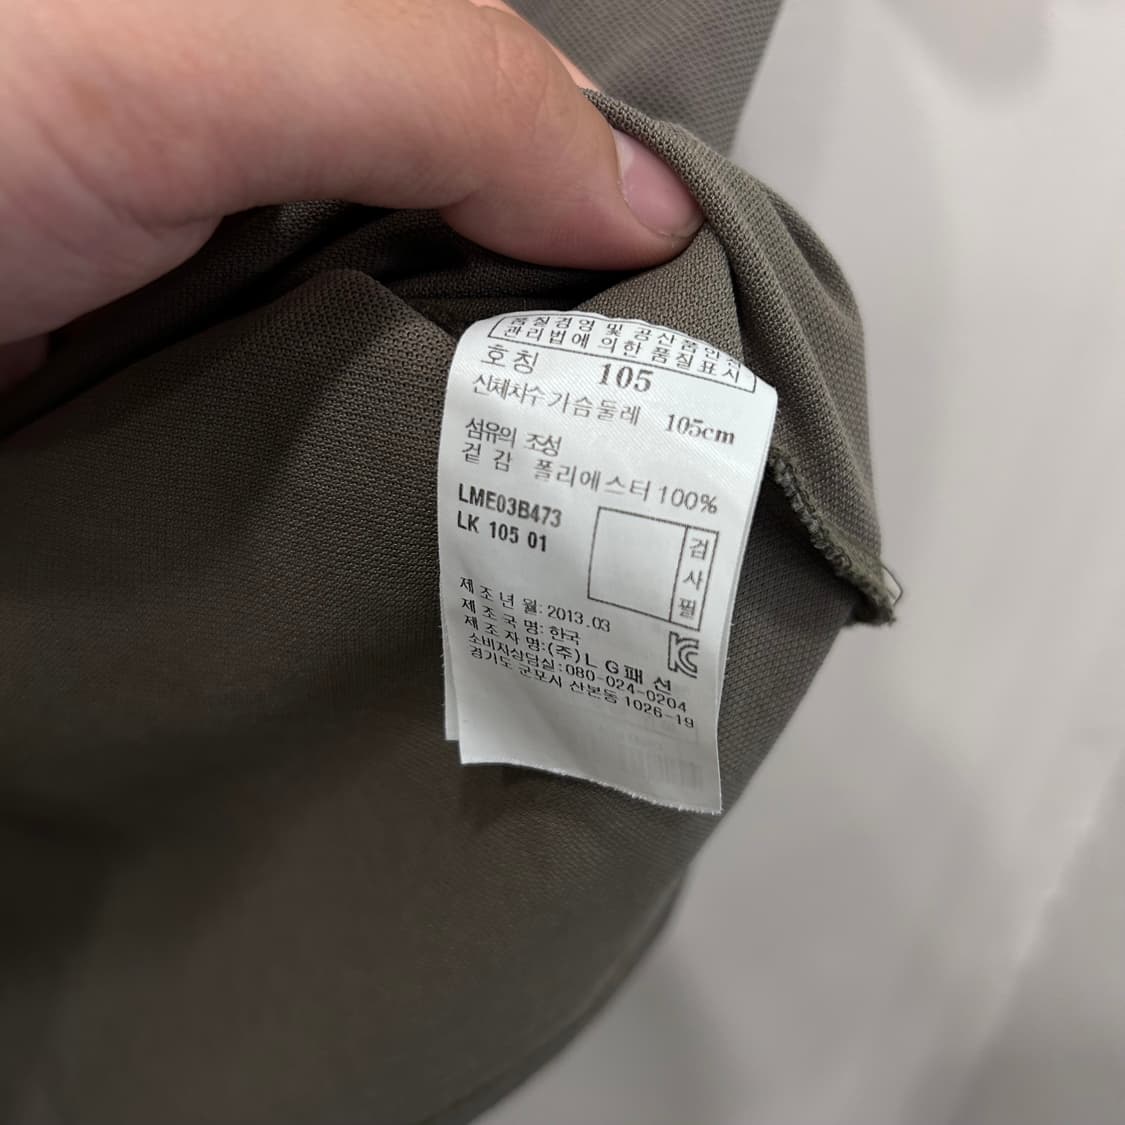 품질경영 및 공산품안전
관리법에 의한 품질표시
호칭 105
신체치수 가슴둘레 105cm
섬유의 조성
겉감 폴리에스터 100%
LME03B473
LK 105 01
검사필
제조년월: 2013.03
제조국명: 한국
제조자명: (주)LG패션
소비자상담실: 080-024-0204
경기도 군포시 산본동 1026-19